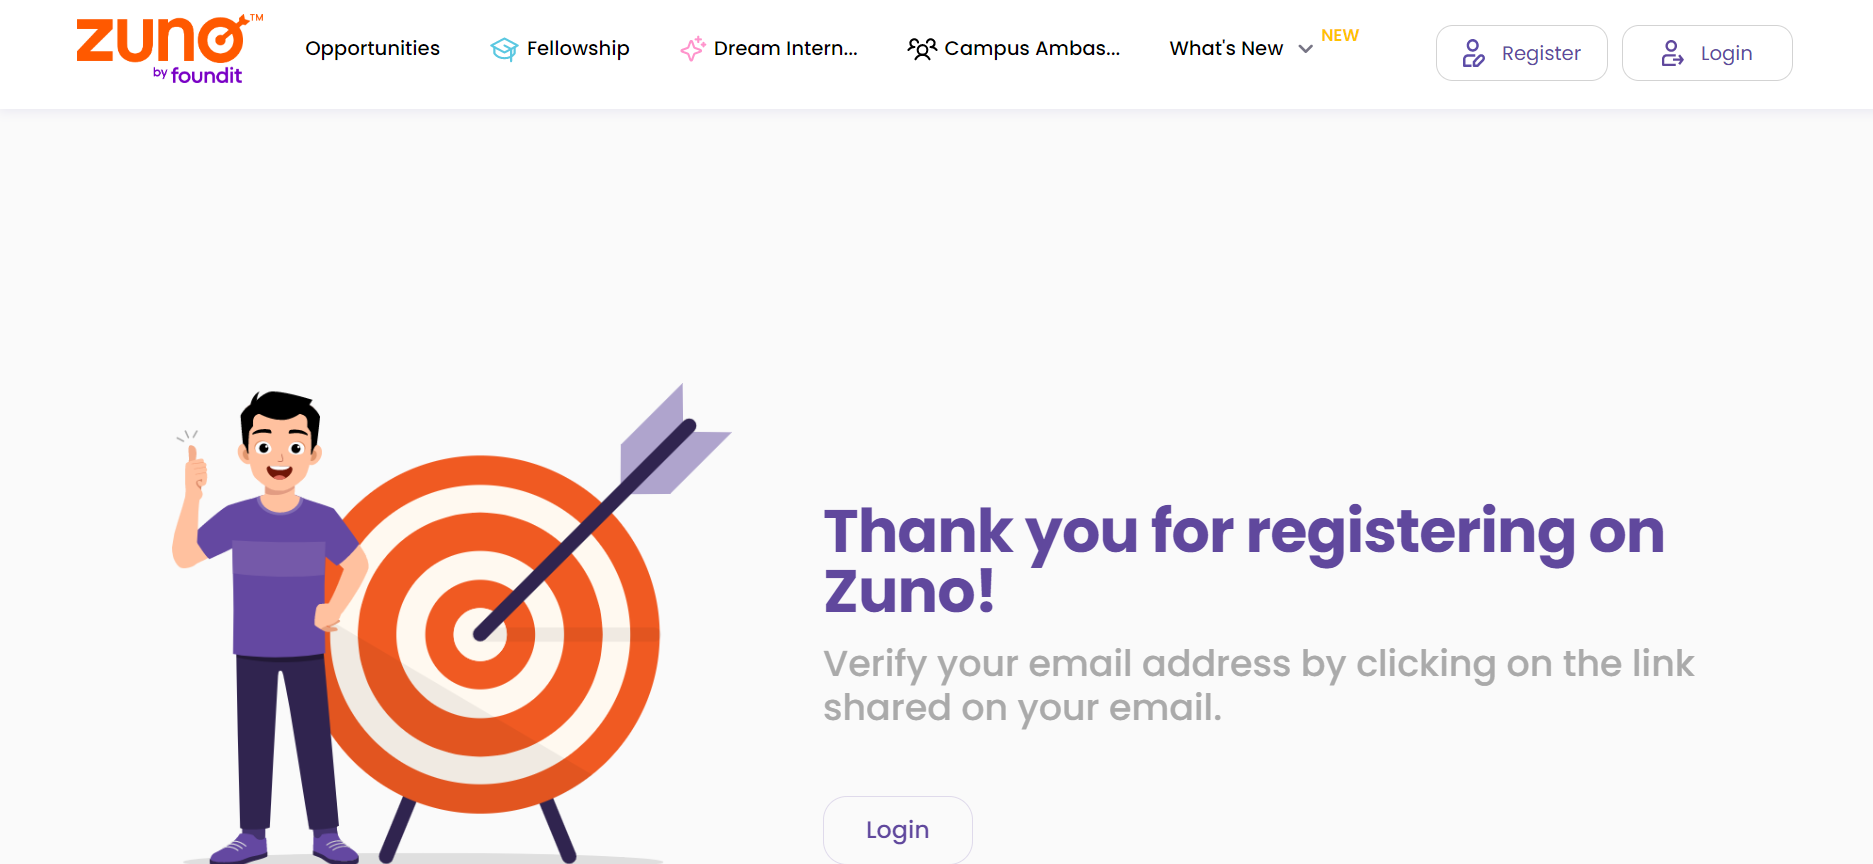 zuno™
by foundit
Opportunities
Fellowship
Dream Intern...
Campus Ambas...
What's New
NEW
Register
Login
Thank you for registering on
Zuno!
Verify your email address by clicking on the link
shared on your email.
Login